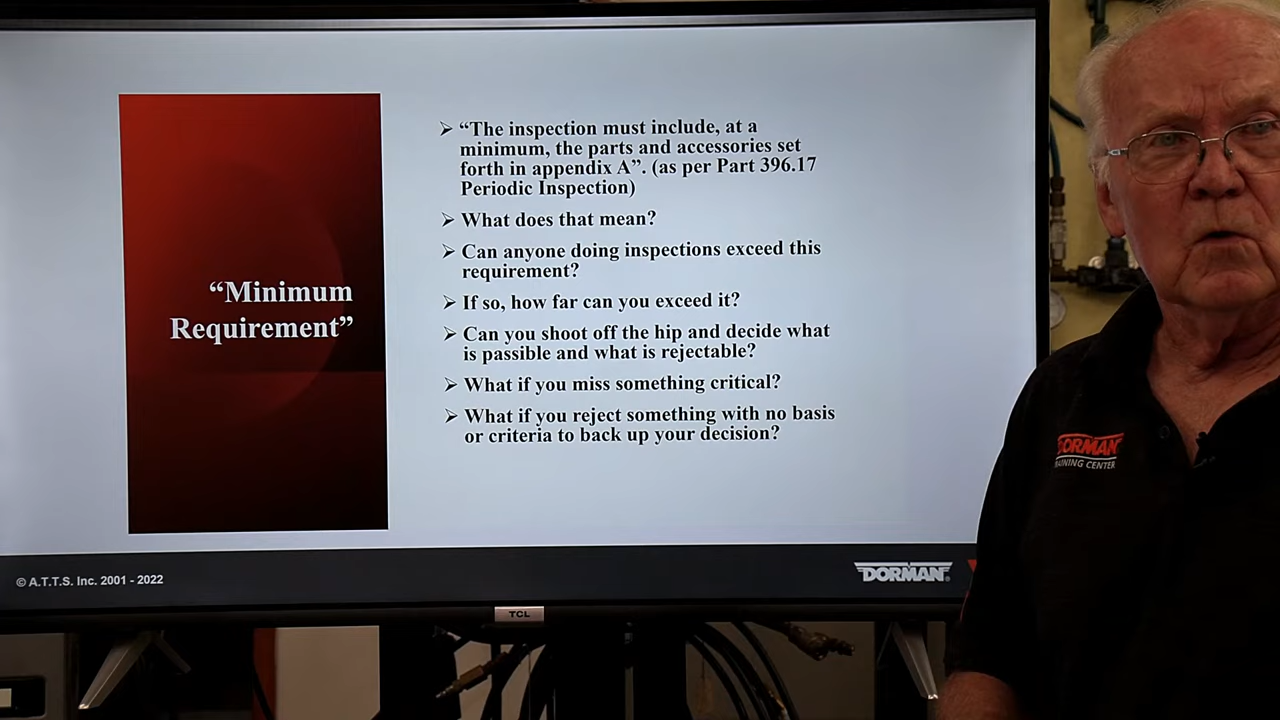 “Minimum
Requirement”
➢ “The inspection must include, at a
minimum, the parts and accessories set
forth in appendix A”. (as per Part 396.17
Periodic Inspection)
➢ What does that mean?
➢ Can anyone doing inspections exceed this
requirement?
➢ If so, how far can you exceed it?
➢ Can you shoot off the hip and decide what
is passible and what is rejectable?
➢ What if you miss something critical?
➢ What if you reject something with no basis
or criteria to back up your decision?
© A.T.T.S. Inc. 2001 - 2022
DORMAN®
TCL
DORMAN
TRAINING CENTER